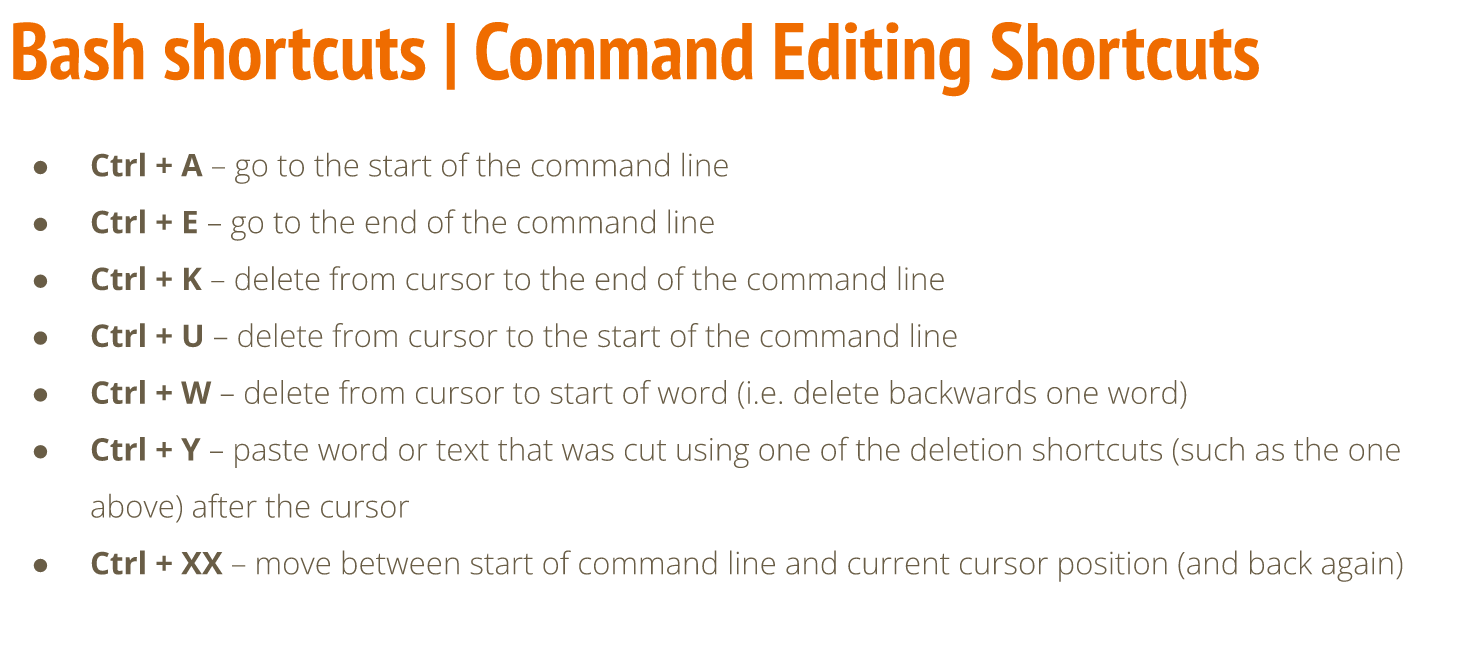 Bash shortcuts | Command Editing Shortcuts
● Ctrl + A – go to the start of the command line
● Ctrl + E – go to the end of the command line
● Ctrl + K – delete from cursor to the end of the command line
● Ctrl + U – delete from cursor to the start of the command line
● Ctrl + W – delete from cursor to start of word (i.e. delete backwards one word)
● Ctrl + Y – paste word or text that was cut using one of the deletion shortcuts (such as the one
above) after the cursor
● Ctrl + XX – move between start of command line and current cursor position (and back again)